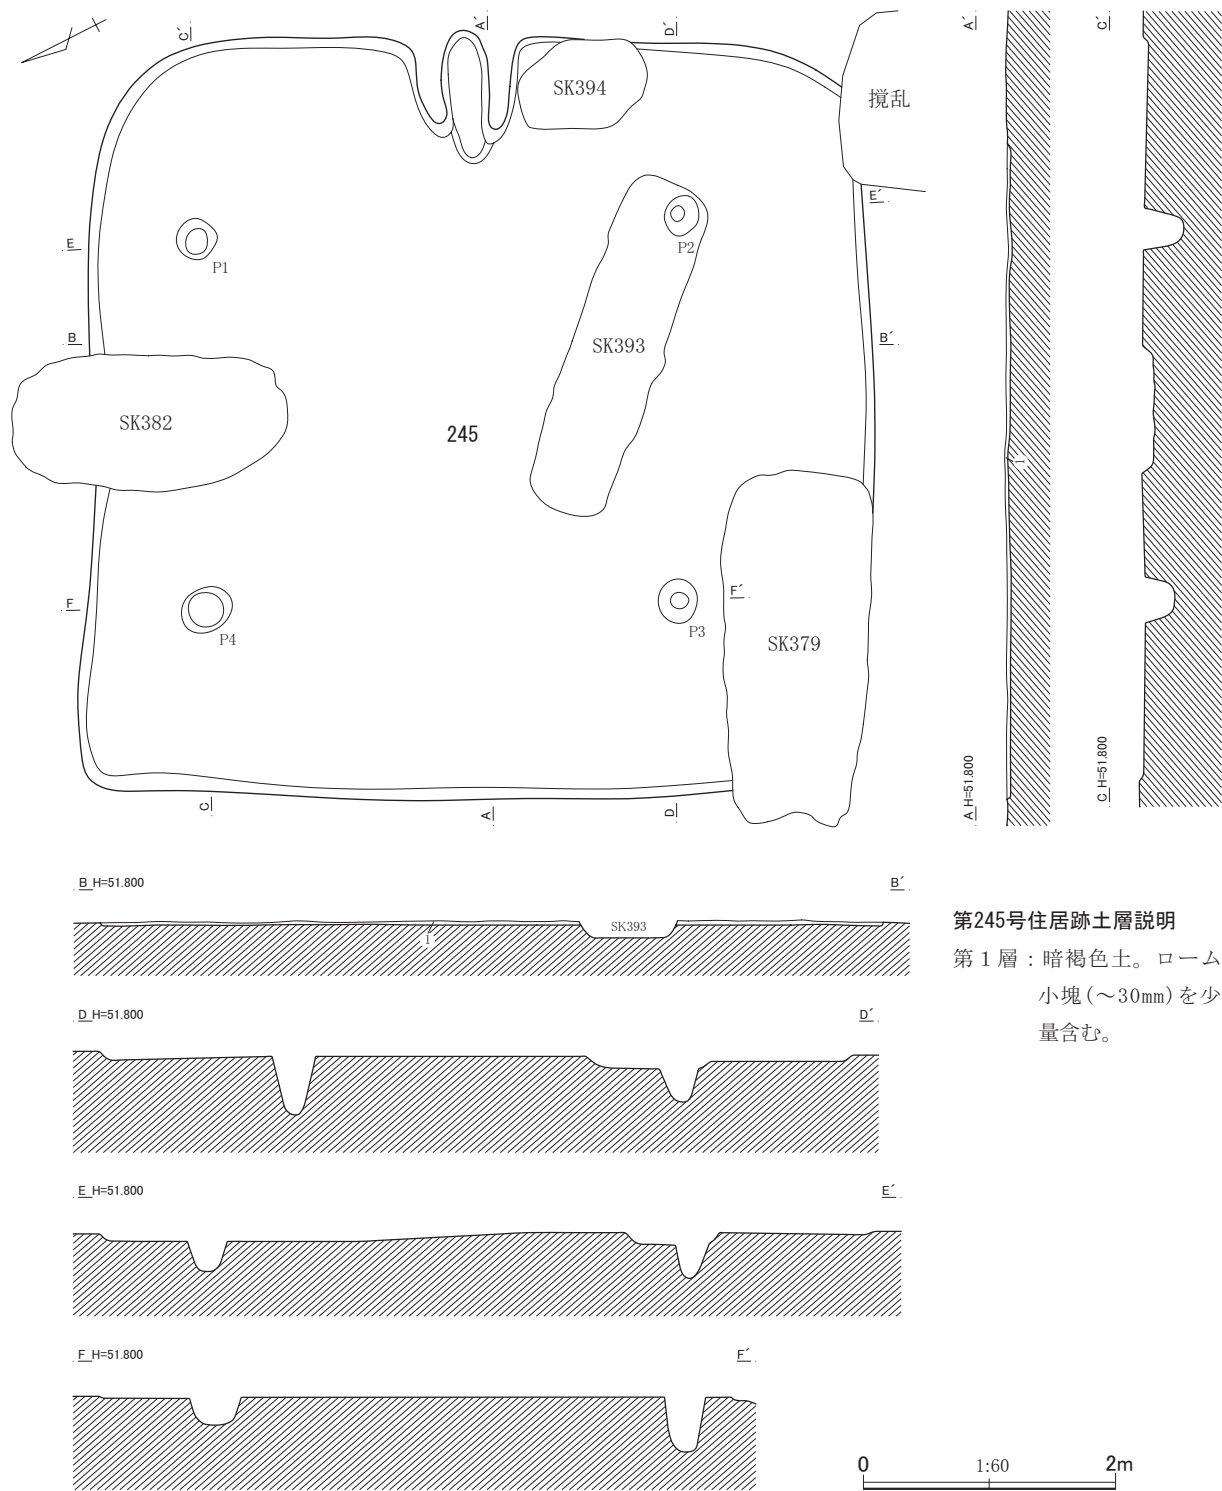 C′
A′
D′
A′
C′
SK394
撹乱
E′
P2
E
P1
B
SK393
B′
SK382
245
1
F
F′
P4
P3
SK379
C
A
D
A H=51.800
C H=51.800
B H=51.800
B′
SK393
1
第245号住居跡土層説明
第１層：暗褐色土。ローム
小塊(～30mm)を少
量含む。
D H=51.800
D′
E H=51.800
E′
F H=51.800
F′
0
1:60
2m